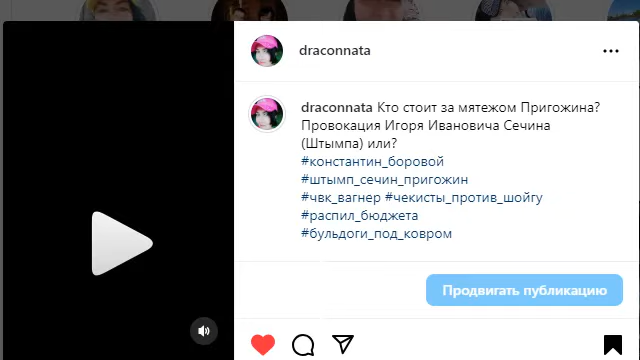 draconnata
draconnata Кто стоит за мятежом Пригожина?
Провокация Игоря Ивановича Сечина
(Штымпа) или?
#константин_боровой
#штымп_сечин_пригожин
#чвк_вагнер #чекисты_против_шойгу
#распил_бюджета
#бульдоги_под_ковром
Продвигать публикацию